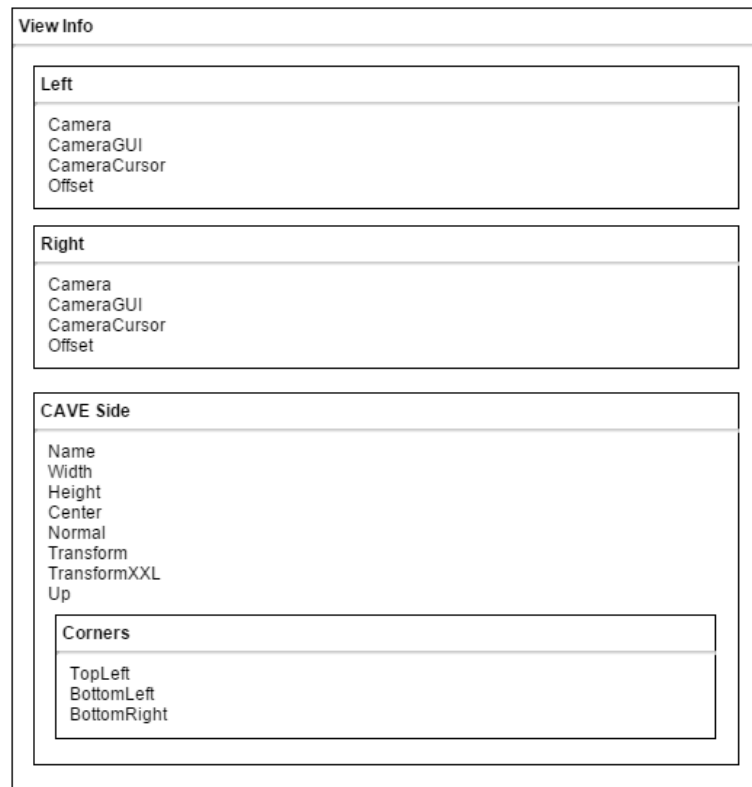 View Info
Left
Camera
CameraGUI
CameraCursor
Offset
Right
Camera
CameraGUI
CameraCursor
Offset
CAVE Side
Name
Width
Height
Center
Normal
Transform
TransformXXL
Up
Corners
TopLeft
BottomLeft
BottomRight